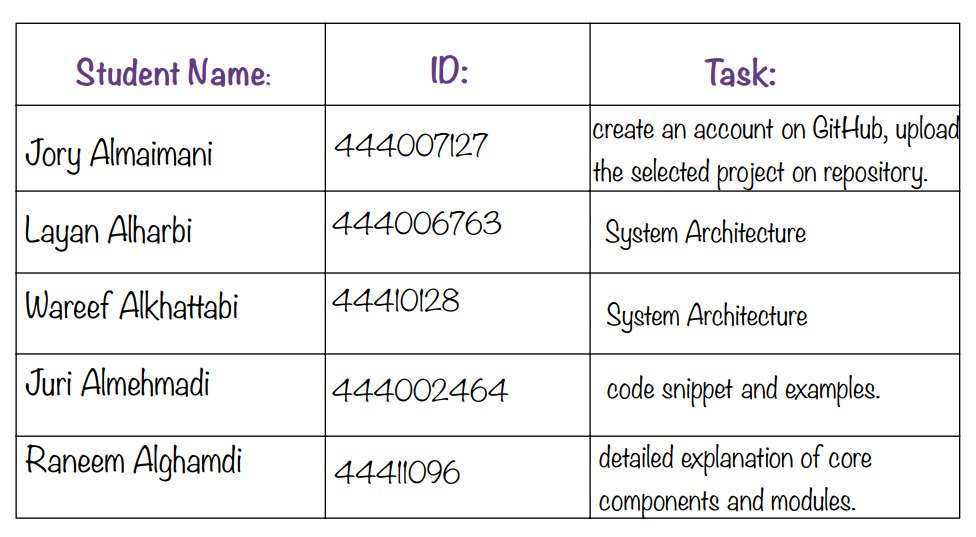 Student Name: ID: Task:
Jory Almaimani 444007127 create an account on GitHub, upload
the selected project on repository.
Layan Alharbi 444006763 System Architecture
Wareef Alkhattabi 44410128 System Architecture
Juri Almehmadi 444002464 code snippet and examples.
Raneem Alghamdi 44411096 detailed explanation of core
components and modules.